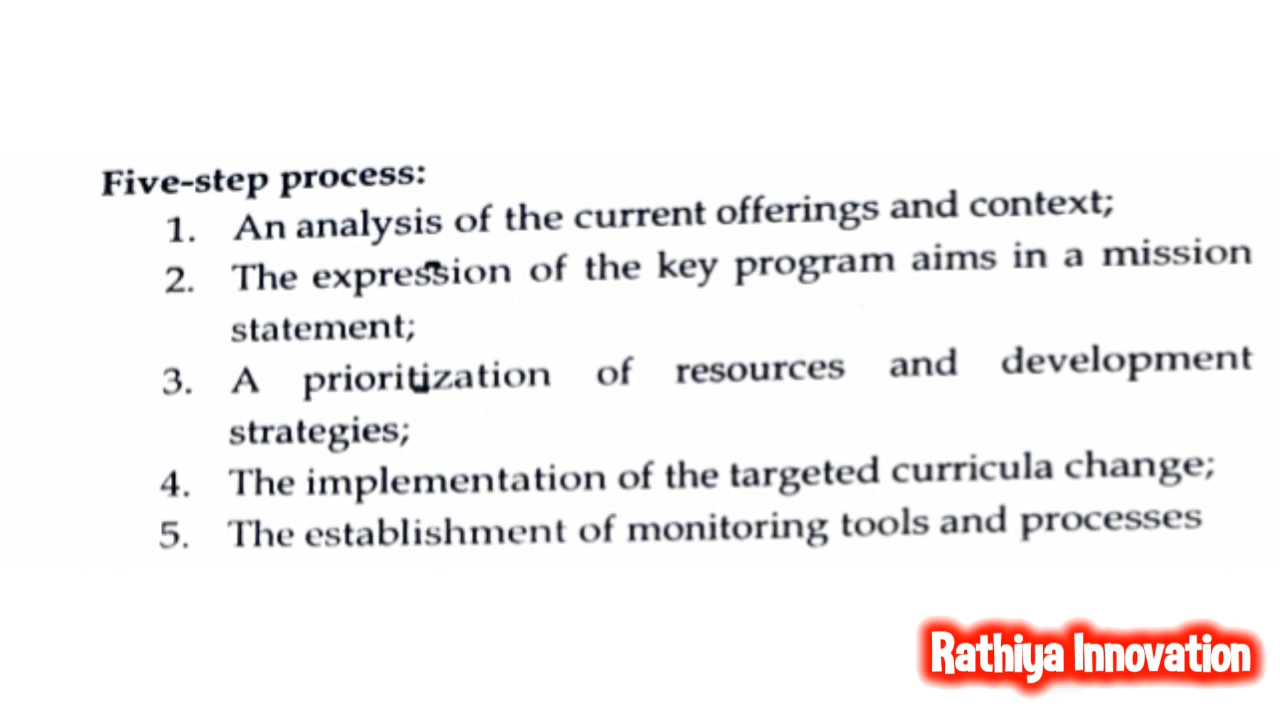 Five-step process:
1. An analysis of the current offerings and context;
2. The expression of the key program aims in a mission
statement;
3. A prioritization of resources and development
strategies;
4. The implementation of the targeted curricula change;
5. The establishment of monitoring tools and processes
Rathiya Innovation